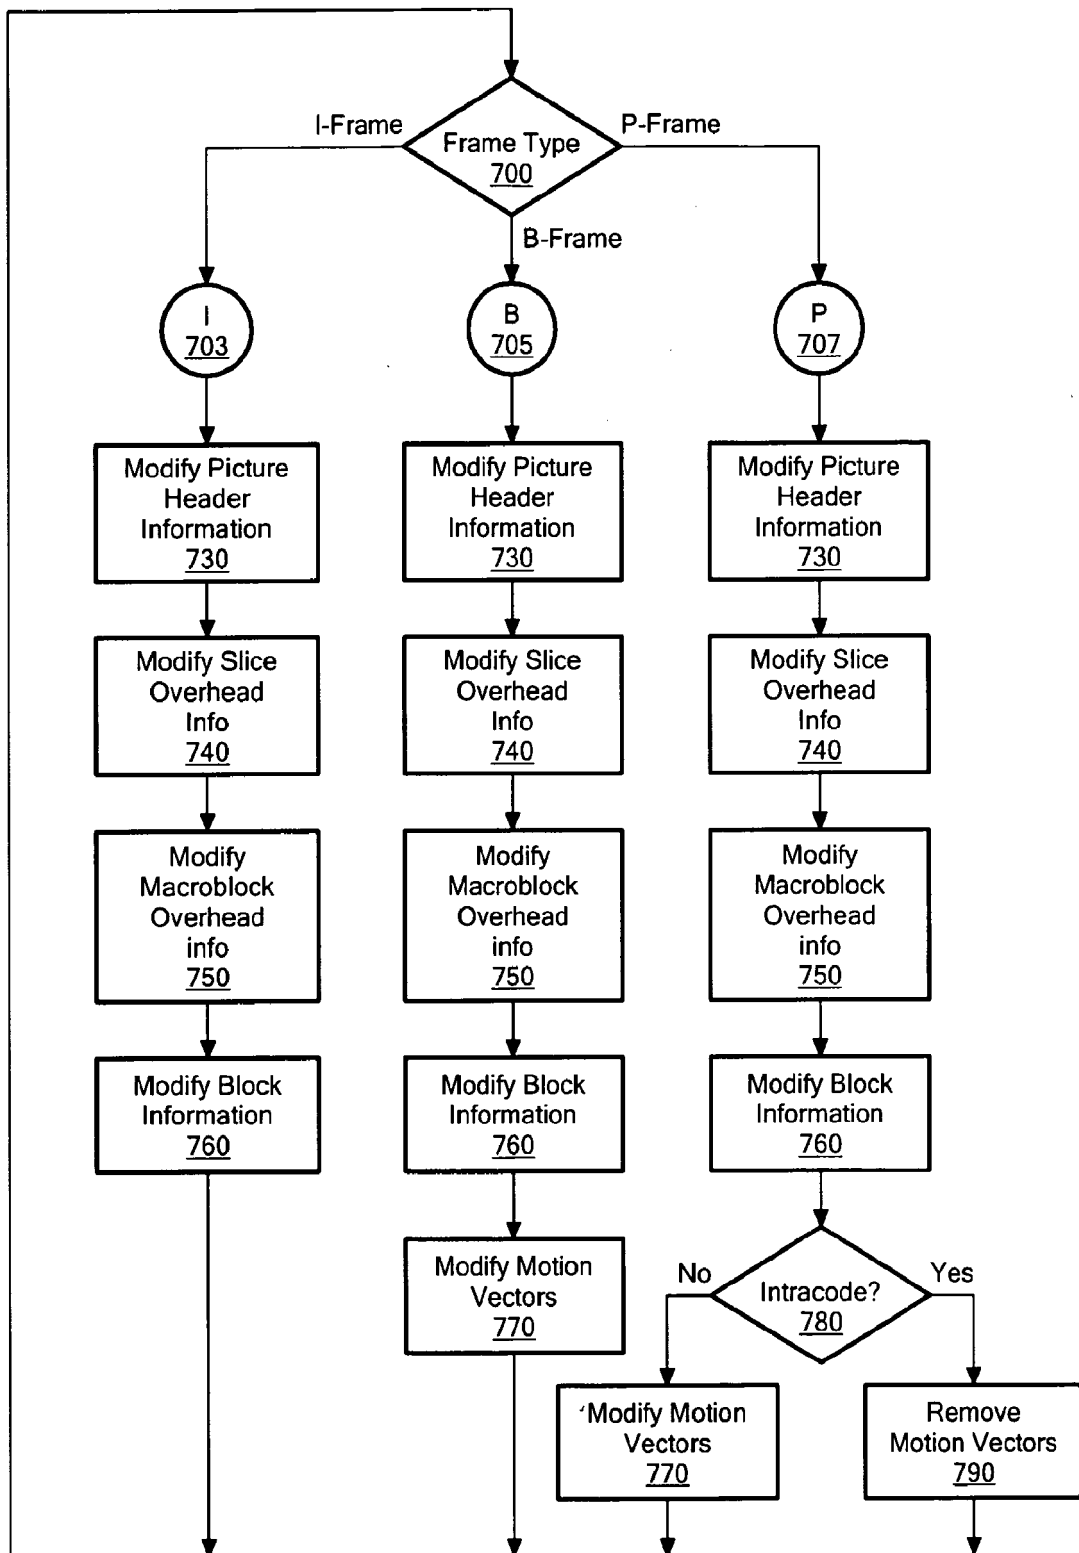 I-Frame
P-Frame
Frame Type
700
B-Frame
I
703
B
705
P
707
Modify Picture
Header
Information
730
Modify Picture
Header
Information
730
Modify Picture
Header
Information
730
Modify Slice
Overhead
Info
740
Modify Slice
Overhead
Info
740
Modify Slice
Overhead
Info
740
Modify
Macroblock
Overhead
info
750
Modify
Macroblock
Overhead
info
750
Modify
Macroblock
Overhead
info
750
Modify Block
Information
760
Modify Block
Information
760
Modify Block
Information
760
Modify Motion
Vectors
770
No
Intracode?
780
Yes
Modify Motion
Vectors
770
Remove
Motion Vectors
790